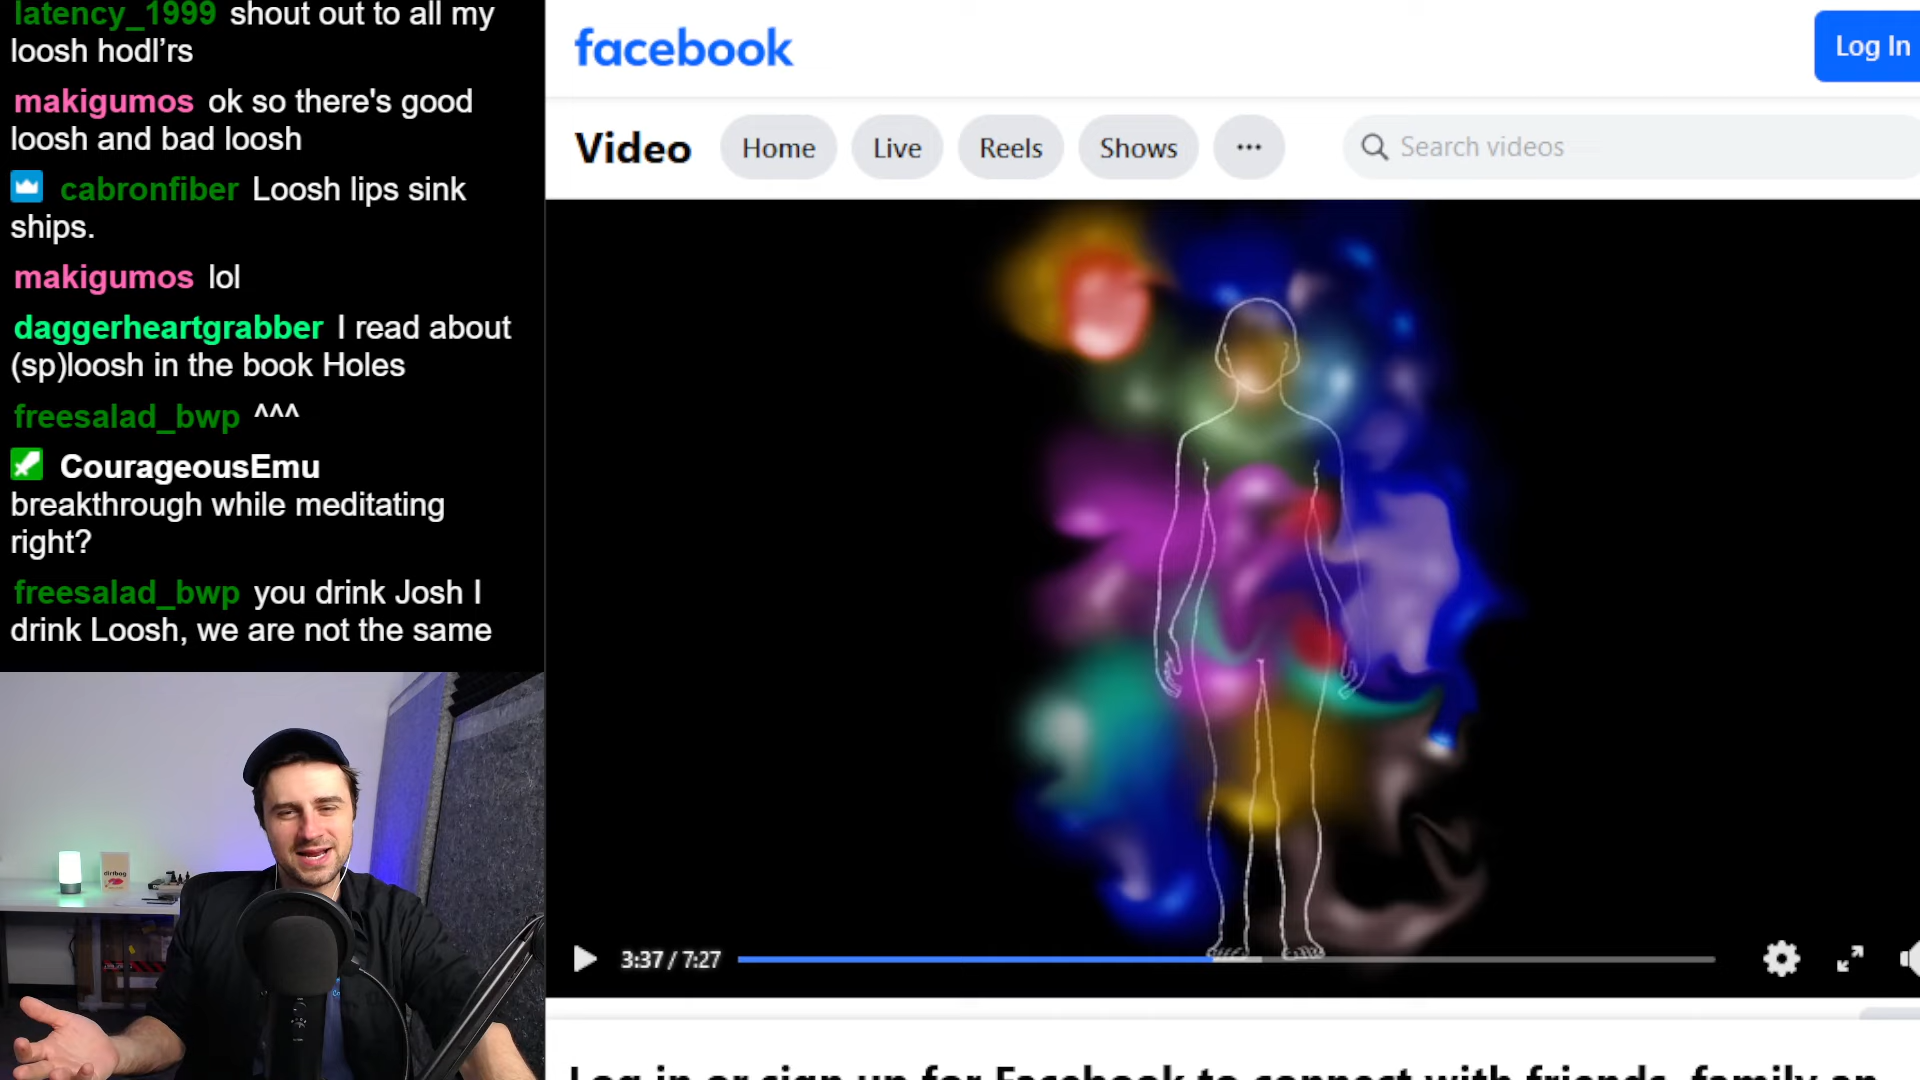 latency_1999 shout out to all my
loosh hodl’rs
makigumos ok so there's good
loosh and bad loosh
cabronfiber Loosh lips sink
ships.
makigumos lol
daggerheartgrabber I read about
(sp)loosh in the book Holes
freesalad_bwp ^^^
CourageousEmu
breakthrough while meditating
right?
freesalad_bwp you drink Josh I
drink Loosh, we are not the same
facebook
Log In
Video Home Live Reels Shows ··· Search videos
3:37 / 7:27
Log in or sign up for Facebook to connect with friends, family an